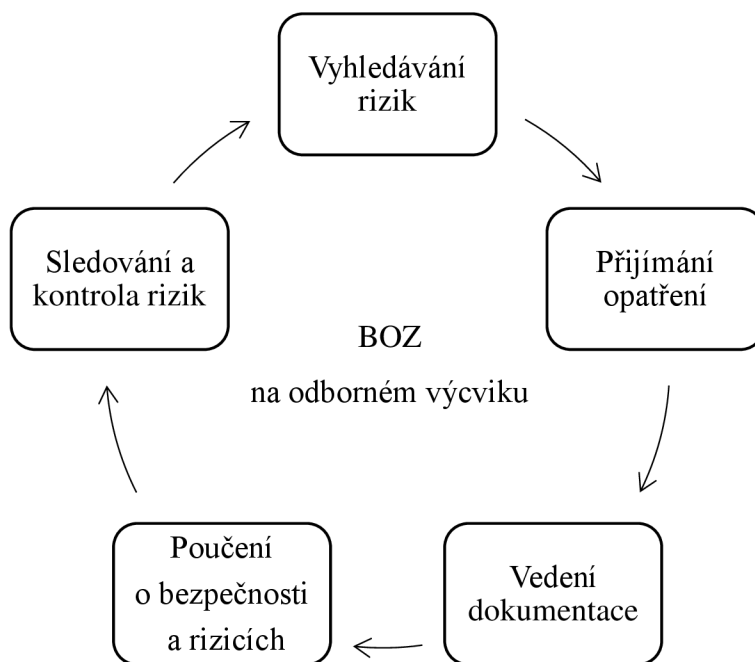 Vyhledávání
rizik
Přijímání
opatření
Vedení
dokumentace
Poučení
o bezpečnosti
a rizicích
Sledování a
kontrola rizik
BOZ
na odborném výcviku